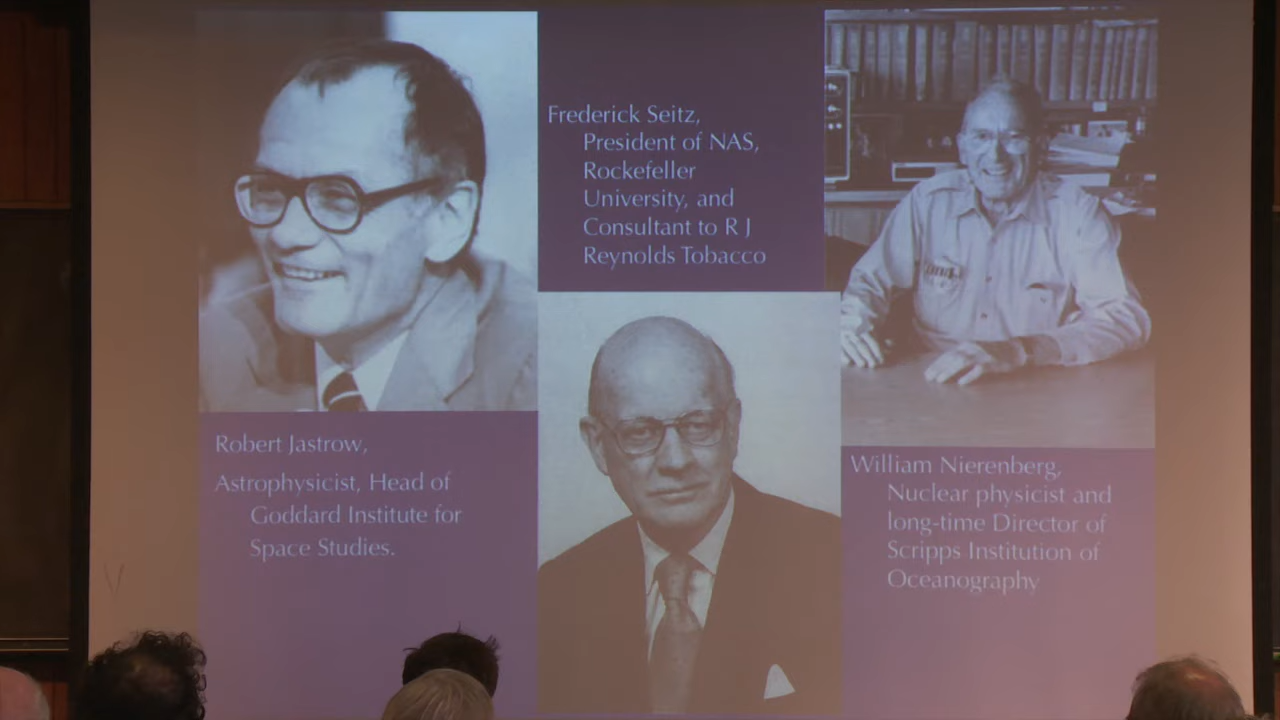 Frederick Seitz,
President of NAS,
Rockefeller
University, and
Consultant to R J
Reynolds Tobacco
Robert Jastrow,
Astrophysicist, Head of
Goddard Institute for
Space Studies.
William Nierenberg,
Nuclear physicist and
long-time Director of
Scripps Institution of
Oceanography